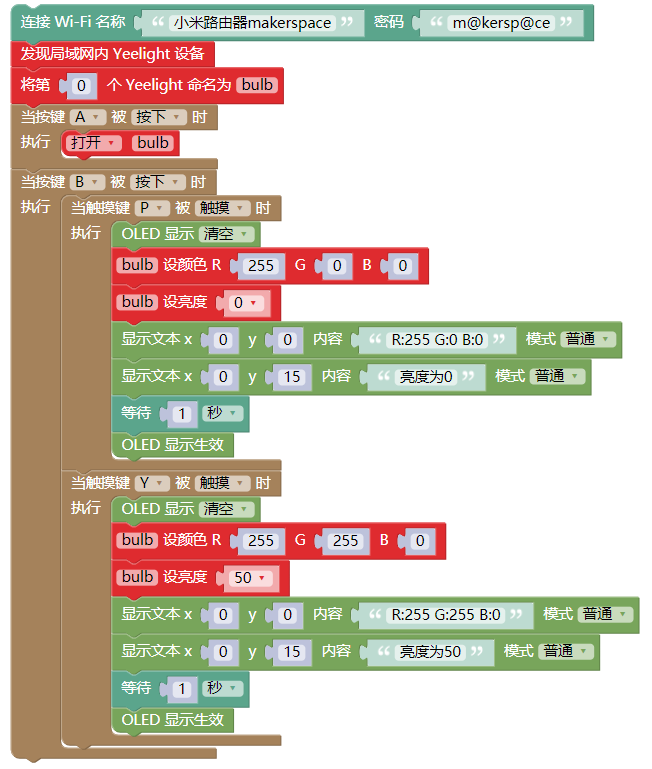 连接 Wi-Fi 名称 “ 小米路由器makerspace ” 密码 “ m@kersp@ce ”
发现局域网内 Yeelight 设备
将第 0 个 Yeelight 命名为 bulb
当按键 A 被 按下 时
执行 打开 bulb
当按键 B 被 按下 时
执行 当触摸键 P 被 触摸 时
执行 OLED 显示 清空
bulb 设颜色 R 255 G 0 B 0
bulb 设亮度 0
显示文本 x 0 y 0 内容 “ R:255 G:0 B:0 ” 模式 普通
显示文本 x 0 y 15 内容 “ 亮度为0 ” 模式 普通
等待 1 秒
OLED 显示生效
当触摸键 Y 被 触摸 时
执行 OLED 显示 清空
bulb 设颜色 R 255 G 255 B 0
bulb 设亮度 50
显示文本 x 0 y 0 内容 “ R:255 G:255 B:0 ” 模式 普通
显示文本 x 0 y 15 内容 “ 亮度为50 ” 模式 普通
等待 1 秒
OLED 显示生效